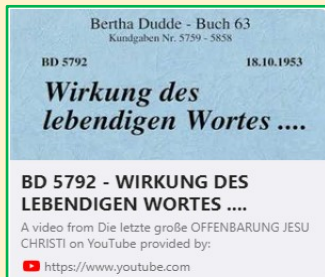 Bertha Dudde - Buch 63
Kundgaben Nr. 5759 - 5858
BD 5792 18.10.1953
Wirkung des
lebendigen Wortes ....
BD 5792 - WIRKUNG DES
LEBENDIGEN WORTES ....
A video from Die letzte große OFFENBARUNG JESU
CHRISTI on YouTube provided by:
https://www.youtube.com